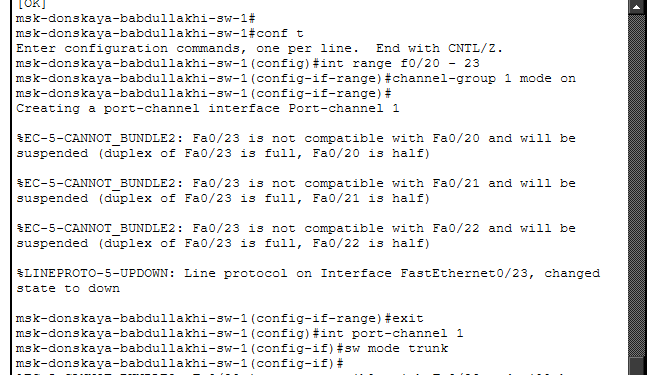 [OK]
msk-donskaya-babdullakhi-sw-1#
msk-donskaya-babdullakhi-sw-1#conf t
Enter configuration commands, one per line.  End with CNTL/Z.
msk-donskaya-babdullakhi-sw-1(config)#int range f0/20 - 23
msk-donskaya-babdullakhi-sw-1(config-if-range)#channel-group 1 mode on
msk-donskaya-babdullakhi-sw-1(config-if-range)#
Creating a port-channel interface Port-channel 1
%EC-5-CANNOT_BUNDLE2: Fa0/23 is not compatible with Fa0/20 and will be
suspended (duplex of Fa0/23 is full, Fa0/20 is half)
%EC-5-CANNOT_BUNDLE2: Fa0/23 is not compatible with Fa0/21 and will be
suspended (duplex of Fa0/23 is full, Fa0/21 is half)
%EC-5-CANNOT_BUNDLE2: Fa0/23 is not compatible with Fa0/22 and will be
suspended (duplex of Fa0/23 is full, Fa0/22 is half)
%LINEPROTO-5-UPDOWN: Line protocol on Interface FastEthernet0/23, changed
state to down
msk-donskaya-babdullakhi-sw-1(config-if-range)#exit
msk-donskaya-babdullakhi-sw-1(config)#int port-channel 1
msk-donskaya-babdullakhi-sw-1(config-if)#sw mode trunk
msk-donskaya-babdullakhi-sw-1(config-if)#